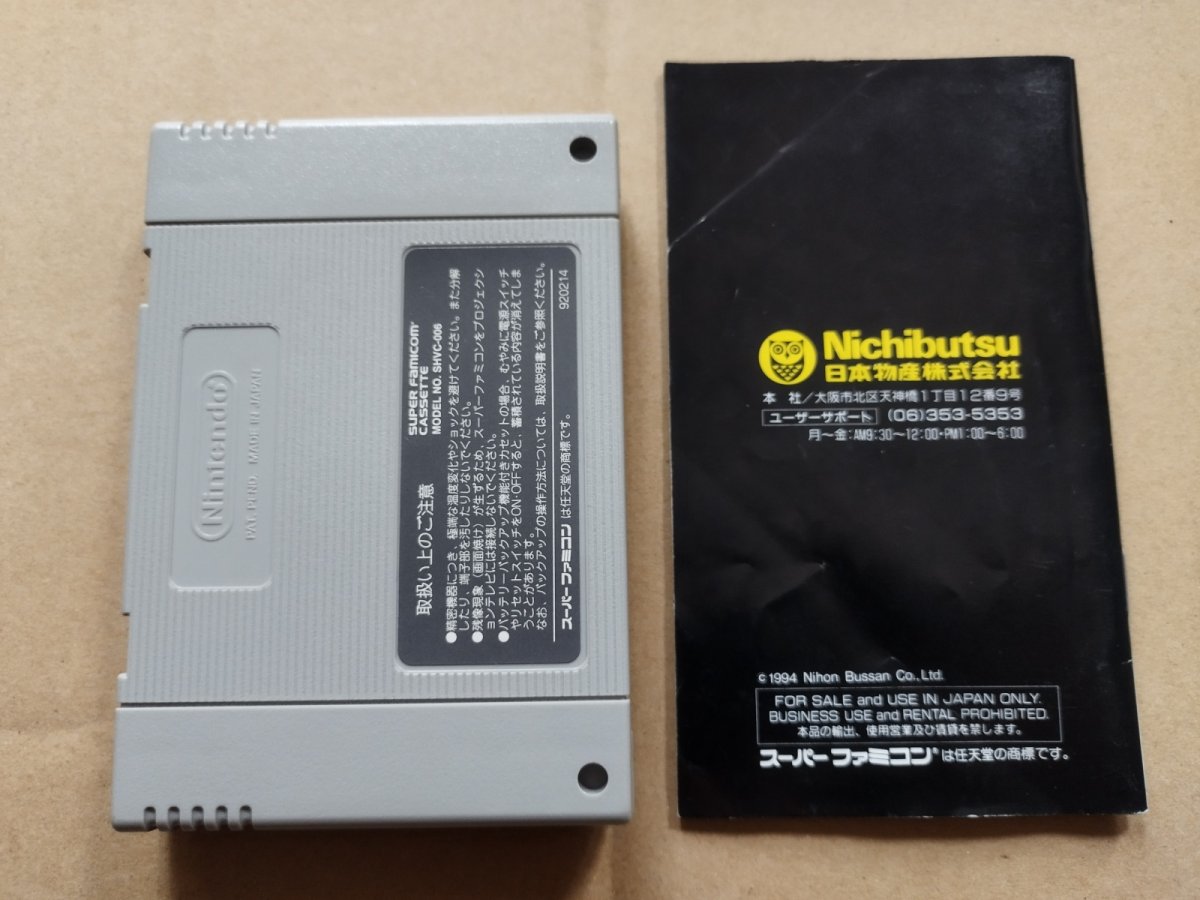 Nintendo
PAT. PEND. MADE IN JAPAN
SUPER FAMICOM
CASSETTE
MODEL NO. SHVC-006
取扱い上のご注意
●精密機器につき、極端な温度変化やショックを避けてください。また分解
したり、端子部を汚したりしないでください。
●残像現象(画面焼け)が生ずるため、スーパーファミコンをプロジェクシ
ョンテレビには接続しないでください。
●バッテリーバックアップ機能付きカセットの場合、むやみに電源スイッチ
やリセットスイッチをON・OFFすると、蓄積されている内容が消えてしま
うことがあります。
なお、バックアップの操作方法については、取扱説明書をご参照ください。
スーパーファミコンは任天堂の商標です。
920214
Nichibutsu
日本物産株式会社
本 社/大阪市北区天神橋1丁目12番9号
ユーザーサポート (06)353-5353
月~金:AM9:30~12:00・PM1:00~6:00
©1994 Nihon Bussan Co., Ltd.
FOR SALE and USE IN JAPAN ONLY.
BUSINESS USE and RENTAL PROHIBITED.
本品の輸出、使用営業及び賃貸を禁じます。
スーパーファミコン®は任天堂の商標です。